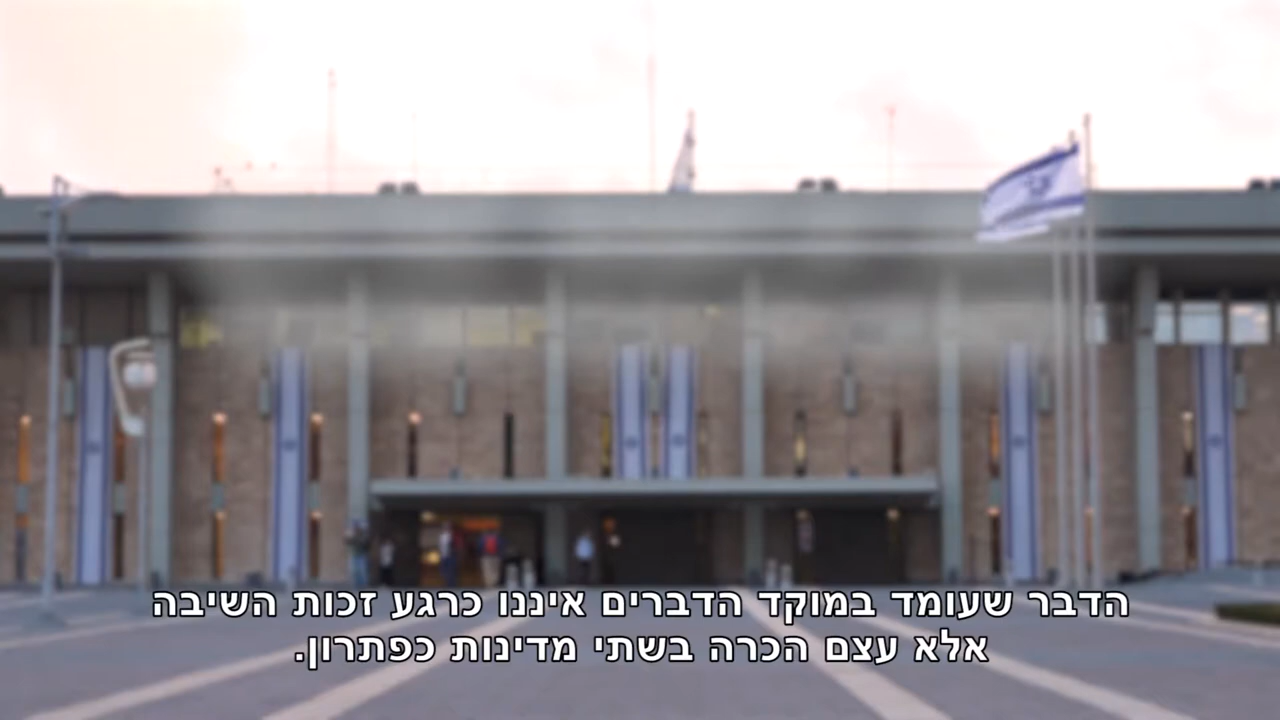 הדבר שעומד במוקד הדברים איננו כרגע זכות השיבה
אלא עצם הכרה בשתי מדינות כפתרון.